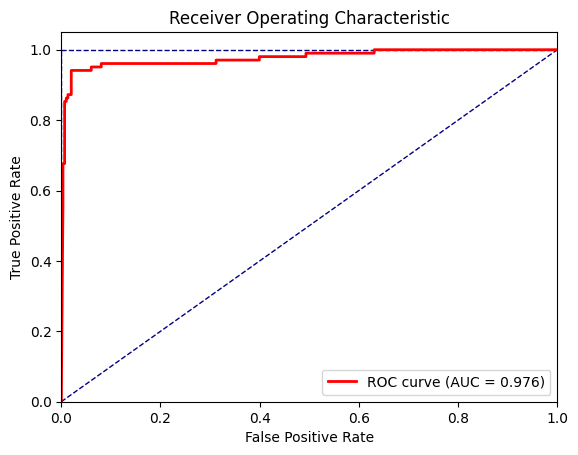 Receiver Operating Characteristic
True Positive Rate
1.0
0.8
0.6
0.4
0.2
0.0
ROC curve (AUC = 0.976)
0.0 0.2 0.4 0.6 0.8 1.0
False Positive Rate